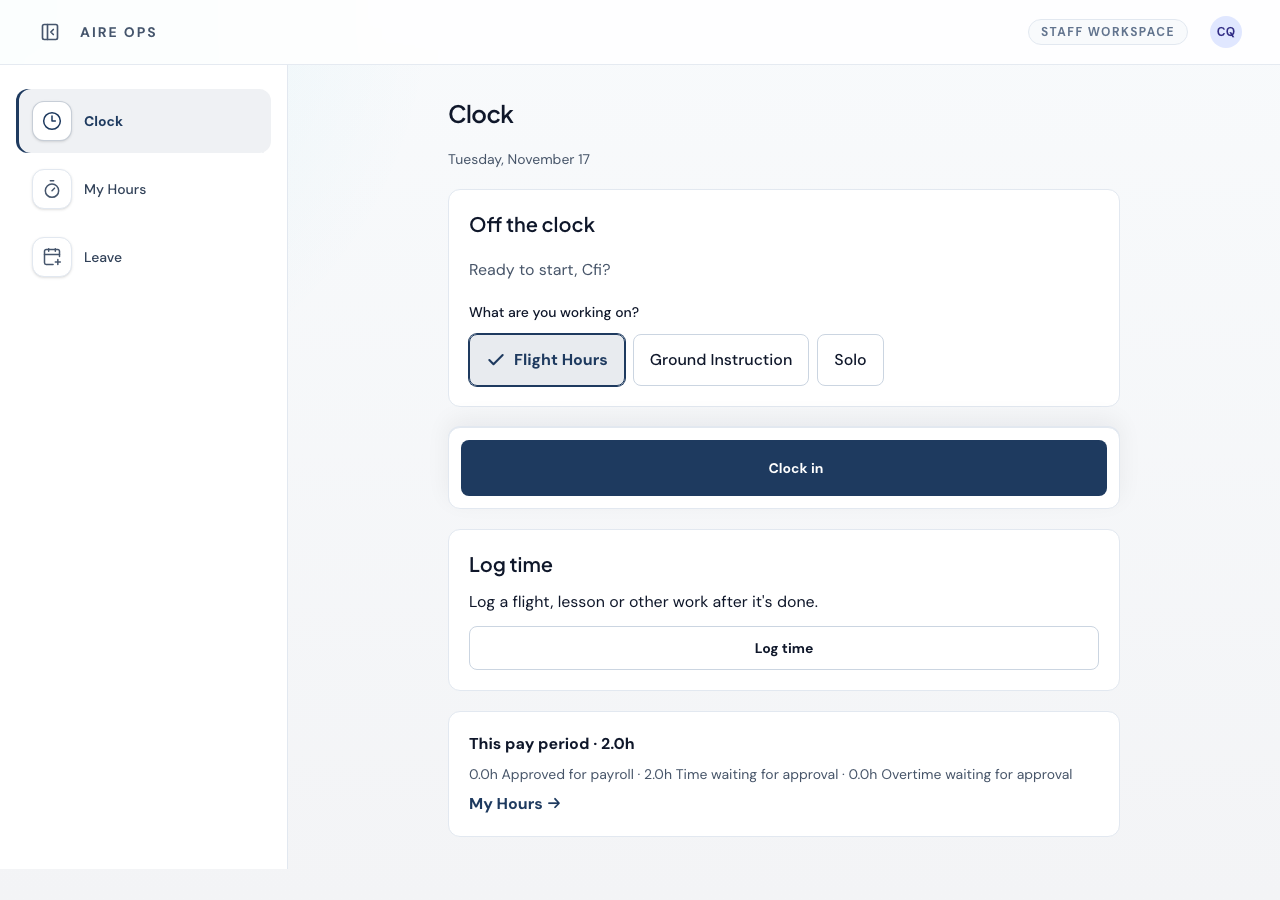 AIRE OPS
STAFF WORKSPACE
CQ
Clock
My Hours
Leave
Clock
Tuesday, November 17
Off the clock
Ready to start, Cfi?
What are you working on?
Flight Hours
Ground Instruction
Solo
Clock in
Log time
Log a flight, lesson or other work after it's done.
Log time
This pay period · 2.0h
0.0h Approved for payroll · 2.0h Time waiting for approval · 0.0h Overtime waiting for approval
My Hours →